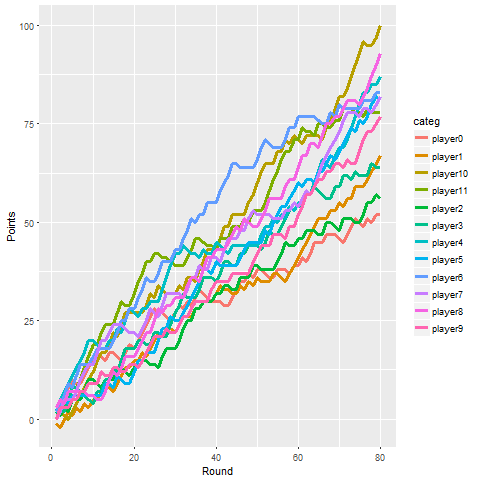 100
75
50
25
0
Points
0
20
40
60
80
Round
categ
player0
player1
player10
player11
player2
player3
player4
player5
player6
player7
player8
player9